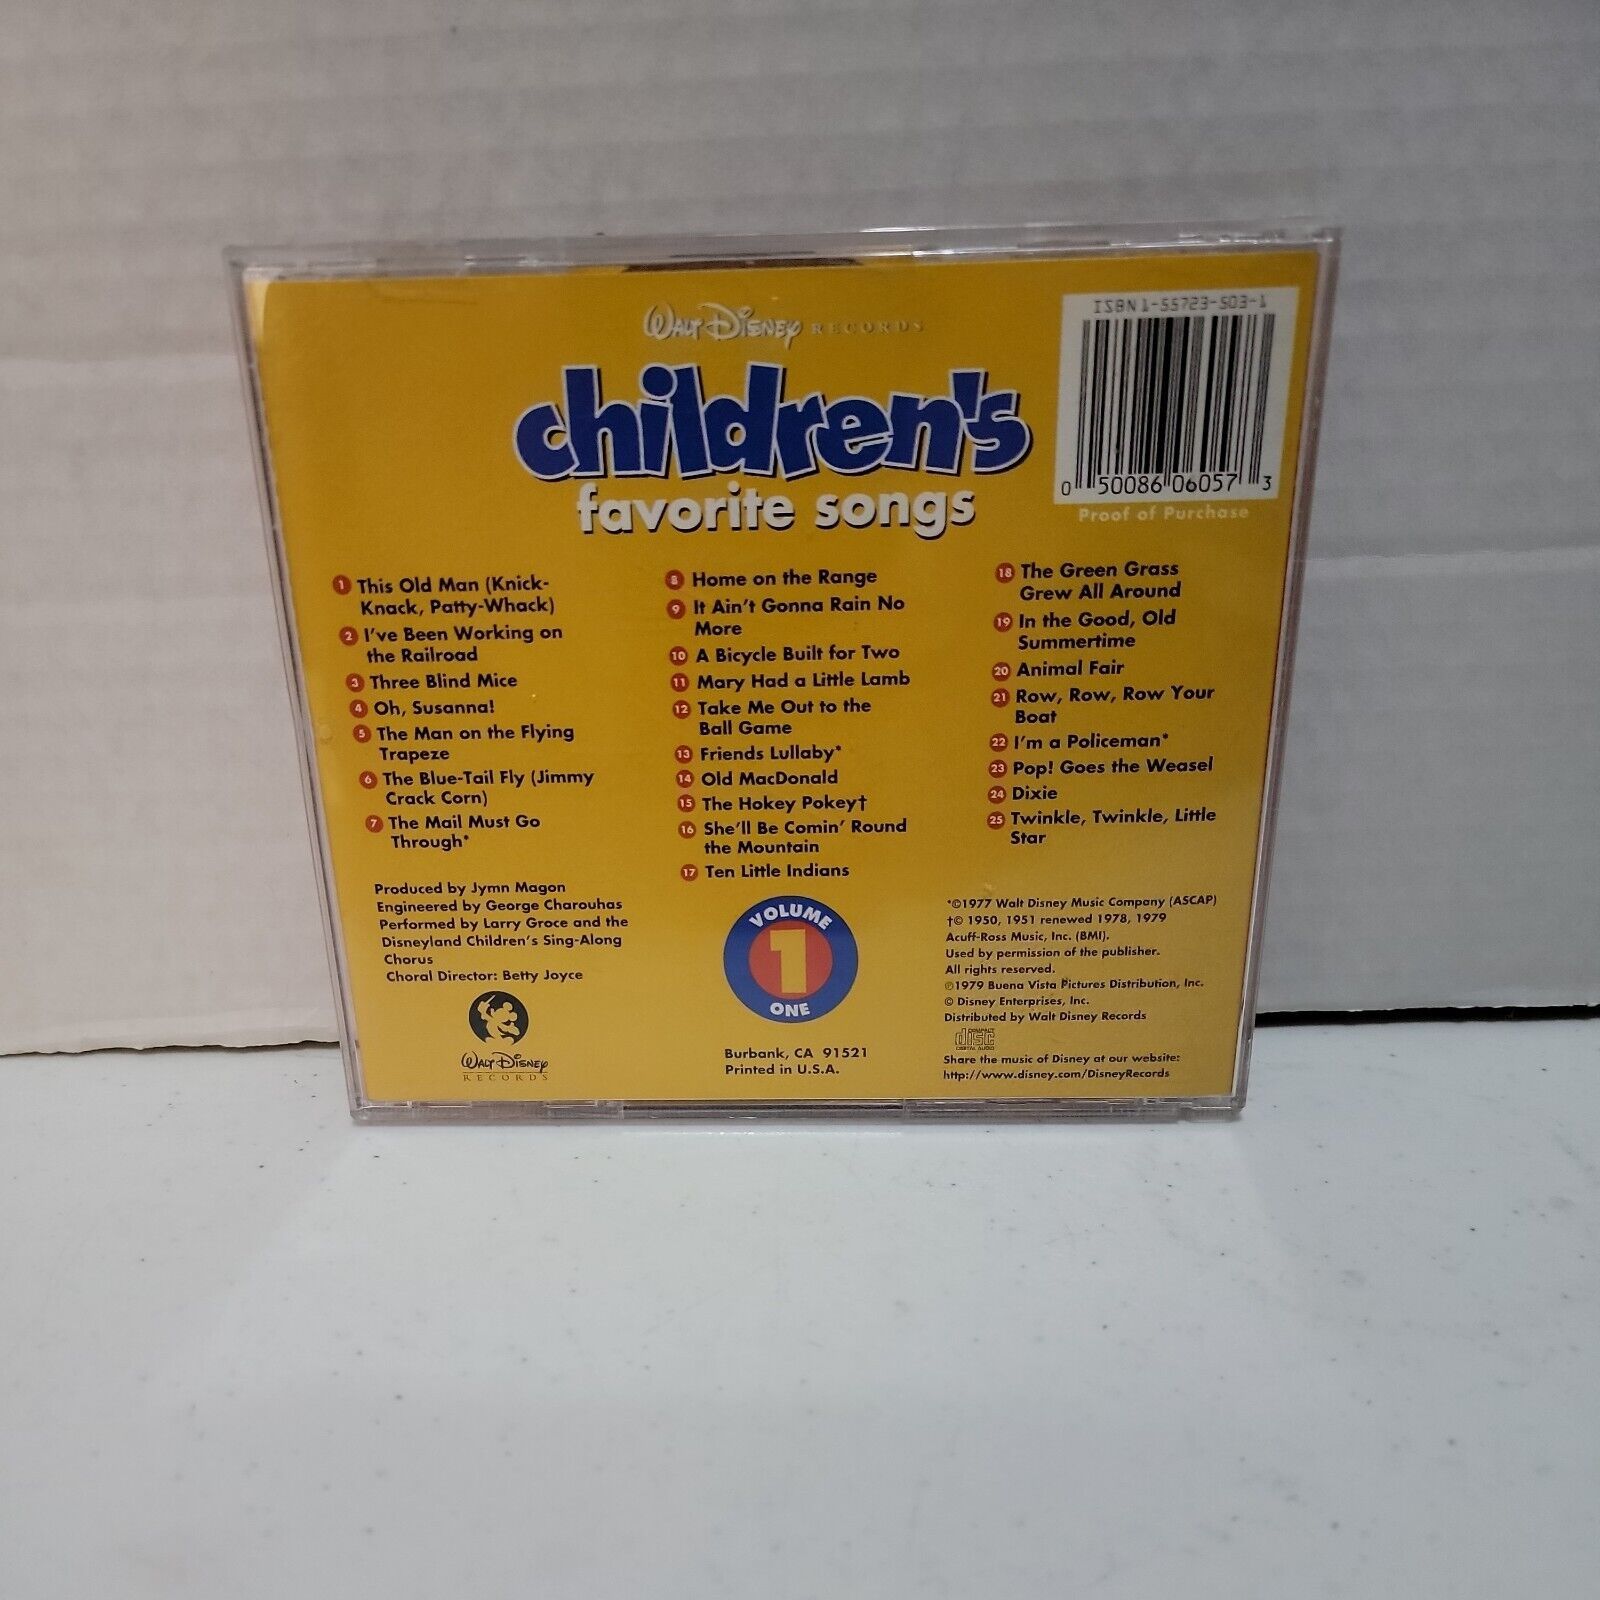 WALT DISNEY RECORDS
children's
favorite songs
ISBN 1-55723-503-1
0 50086 06057 3
Proof of Purchase
1 This Old Man (Knick-
Knack, Patty-Whack)
2 I've Been Working on
the Railroad
3 Three Blind Mice
4 Oh, Susanna!
5 The Man on the Flying
Trapeze
6 The Blue-Tail Fly (Jimmy
Crack Corn)
7 The Mail Must Go
Through*
8 Home on the Range
9 It Ain't Gonna Rain No
More
10 A Bicycle Built for Two
11 Mary Had a Little Lamb
12 Take Me Out to the
Ball Game
13 Friends Lullaby*
14 Old MacDonald
15 The Hokey Pokey†
16 She'll Be Comin' Round
the Mountain
17 Ten Little Indians
18 The Green Grass
Grew All Around
19 In the Good, Old
Summertime
20 Animal Fair
21 Row, Row, Row Your
Boat
22 I'm a Policeman*
23 Pop! Goes the Weasel
24 Dixie
25 Twinkle, Twinkle, Little
Star
Produced by Jymn Magon
Engineered by George Charouhas
Performed by Larry Groce and the
Disneyland Children's Sing-Along
Chorus
Choral Director: Betty Joyce
WALT DISNEY
RECORDS
VOLUME
1
ONE
Burbank, CA 91521
Printed in U.S.A.
*©1977 Walt Disney Music Company (ASCAP)
†© 1950, 1951 renewed 1978, 1979
Acuff-Ross Music, Inc. (BMI).
Used by permission of the publisher.
All rights reserved.
℗1979 Buena Vista Pictures Distribution, Inc.
© Disney Enterprises, Inc.
Distributed by Walt Disney Records
COMPACT
disc
DIGITAL AUDIO
Share the music of Disney at our website:
http://www.disney.com/DisneyRecords